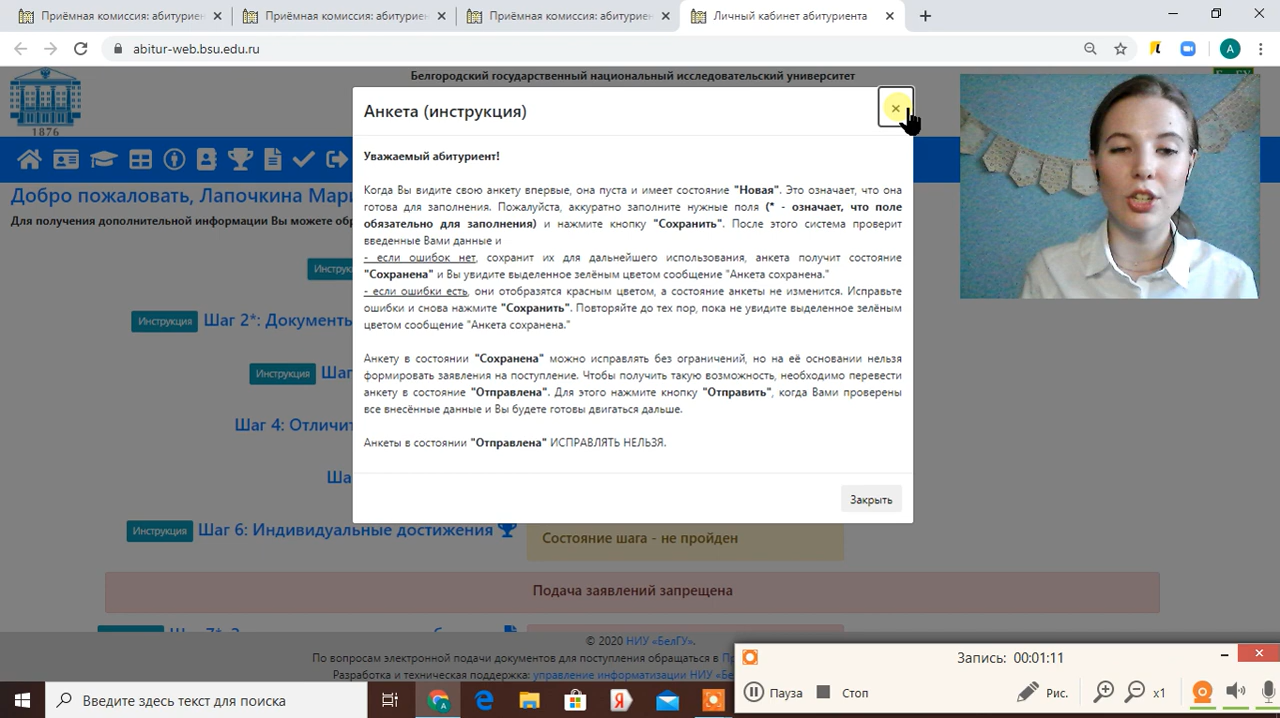 Приёмная комиссия: абитуриен
Приёмная комиссия: абитуриен
Приёмная комиссия: абитуриен
Личный кабинет абитуриента
abitur-web.bsu.edu.ru
A
Белгородский государственный национальный исследовательский университет
1876
Анкета (инструкция)
Уважаемый абитуриент!
Когда Вы видите свою анкету впервые, она пуста и имеет состояние "Новая". Это означает, что она
готова для заполнения. Пожалуйста, аккуратно заполните нужные поля (* - означает, что поле
обязательно для заполнения) и нажмите кнопку "Сохранить". После этого система проверит
введенные Вами данные и
- если ошибок нет, сохранит их для дальнейшего использования, анкета получит состояние
"Сохранена" и Вы увидите выделенное зелёным цветом сообщение "Анкета сохранена."
- если ошибки есть, они отобразятся красным цветом, а состояние анкеты не изменится. Исправьте
ошибки и снова нажмите "Сохранить". Повторяйте до тех пор, пока не увидите выделенное зелёным
цветом сообщение "Анкета сохранена."
Анкету в состоянии "Сохранена" можно исправлять без ограничений, но на её основании нельзя
формировать заявления на поступление. Чтобы получить такую возможность, необходимо перевести
анкету в состояние "Отправлена". Для этого нажмите кнопку "Отправить", когда Вами проверены
все внесённые данные и Вы будете готовы двигаться дальше.
Анкеты в состоянии "Отправлена" ИСПРАВЛЯТЬ НЕЛЬЗЯ.
Закрыть
Добро пожаловать, Лапочкина Мари
Для получения дополнительной информации Вы можете обр
Инструк
Инструкция Шаг 2*: Документы
Инструкция Шаг
Шаг 4: Отличит
Ша
Инструкция Шаг 6: Индивидуальные достижения
Состояние шага - не пройден
Подача заявлений запрещена
© 2020 НИУ «БелГУ».
По вопросам электронной подачи документов для поступления обращаться в Пр
Разработка и техническая поддержка: управление информатизации НИУ «Бе
Запись: 00:01:11
Пауза Стоп Рис. x1
Введите здесь текст для поиска